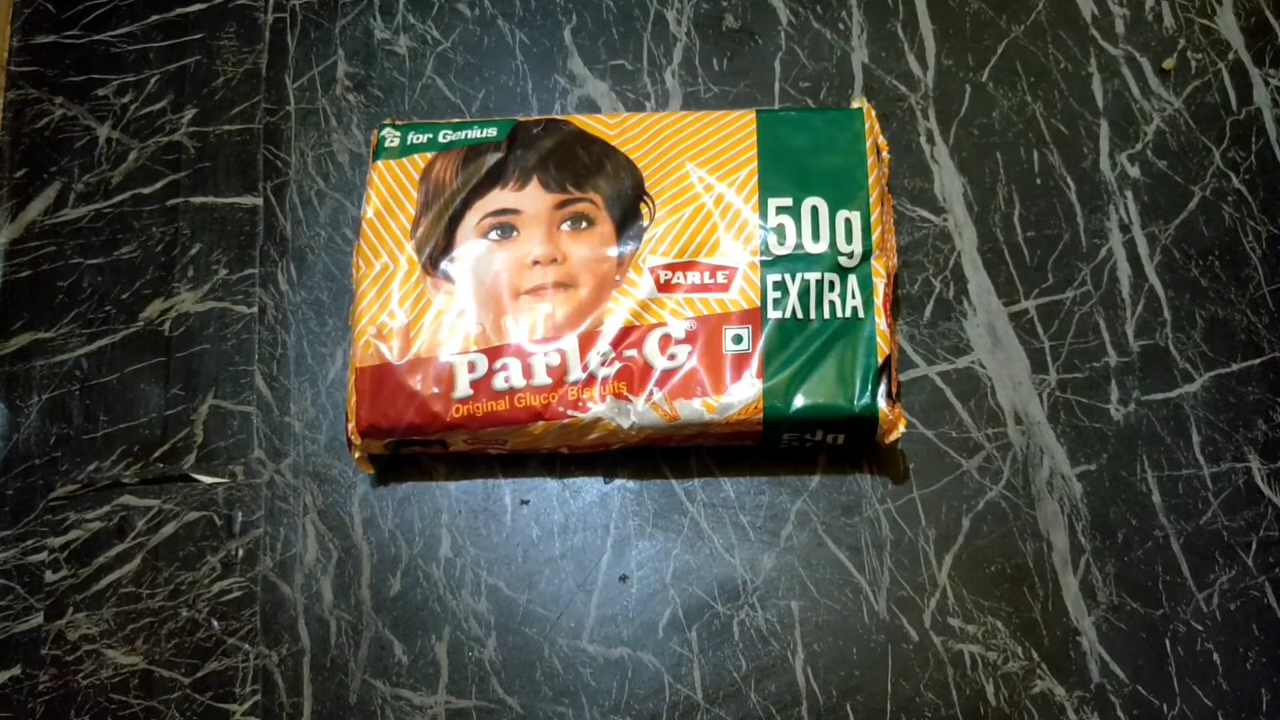 G for Genius
50g
EXTRA
PARLE
Parle-G®
Original Gluco Biscuits